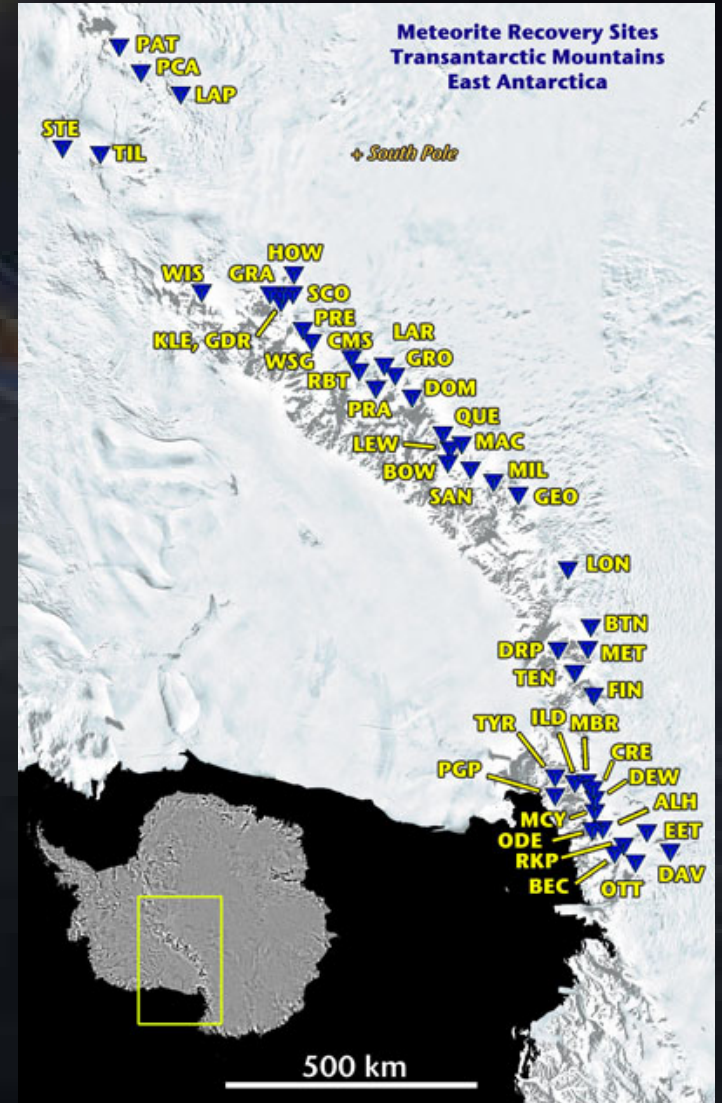 Meteorite Recovery Sites
Transantarctic Mountains
East Antarctica
PAT
PCA
LAP
STE
TIL
+ South Pole
HOW
WIS
GRA
SCO
KLE, GDR
PRE
CMS
LAR
WSG
GRO
RBT
DOM
PRA
QUE
LEW
MAC
BOW
MIL
SAN
GEO
LON
BTN
DRP
MET
TEN
FIN
TYR
ILD
MBR
CRE
PGP
DEW
ALH
MCY
EET
ODE
RKP
DAV
BEC
OTT
500 km